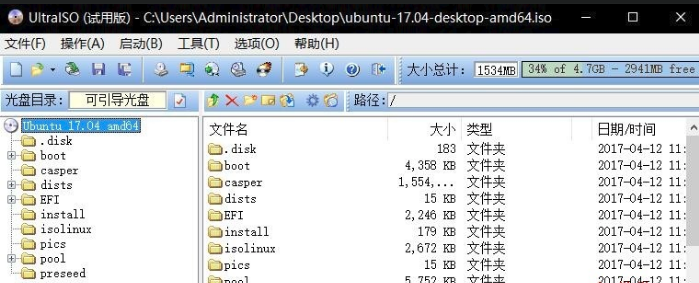 UltraISO (试用版) - C:\Users\Administrator\Desktop\ubuntu-17.04-desktop-amd64.iso
文件(F) 操作(A) 启动(B) 工具(T) 选项(O) 帮助(H)
大小总计: 1534MB 34% of 4.7GB - 2941MB free
光盘目录: 可引导光盘 路径: /
Ubuntu 17.04 amd64
.disk
boot
casper
dists
EFI
install
isolinux
pics
pool
preseed
文件名 大小 类型 日期/时间
.disk 183 文件夹 2017-04-12 11:
boot 4,358 KB 文件夹 2017-04-12 11:
casper 1,554,... 文件夹 2017-04-12 11:
dists 15 KB 文件夹 2017-04-12 11:
EFI 2,246 KB 文件夹 2017-04-12 11:
install 179 KB 文件夹 2017-04-12 11:
isolinux 2,672 KB 文件夹 2017-04-12 11:
pics 15 KB 文件夹 2017-04-12 11:
pool 5,752 KB 文件夹 2017-04-12 11: